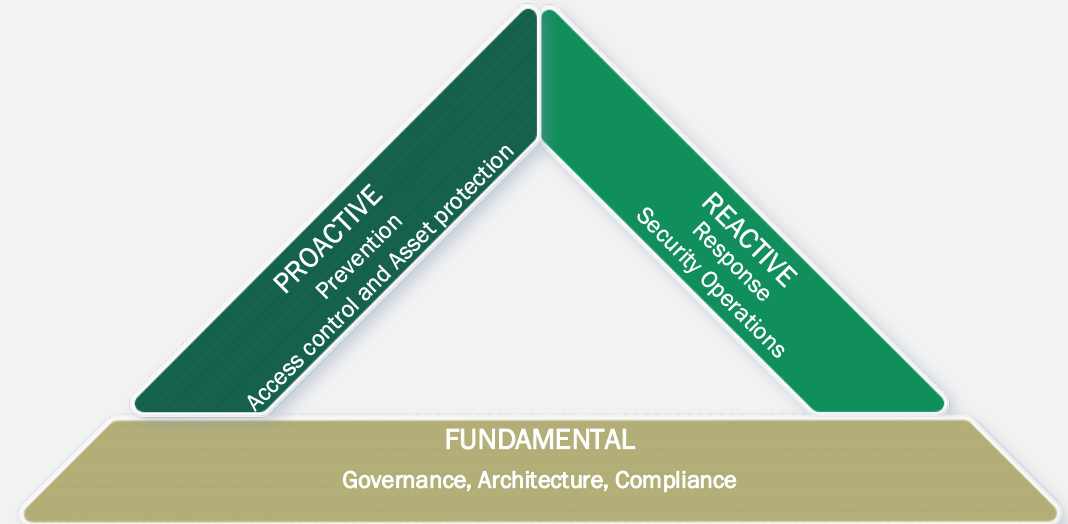 PROACTIVE
Prevention
Access control and Asset protection
REACTIVE
Response
Security Operations
FUNDAMENTAL
Governance, Architecture, Compliance